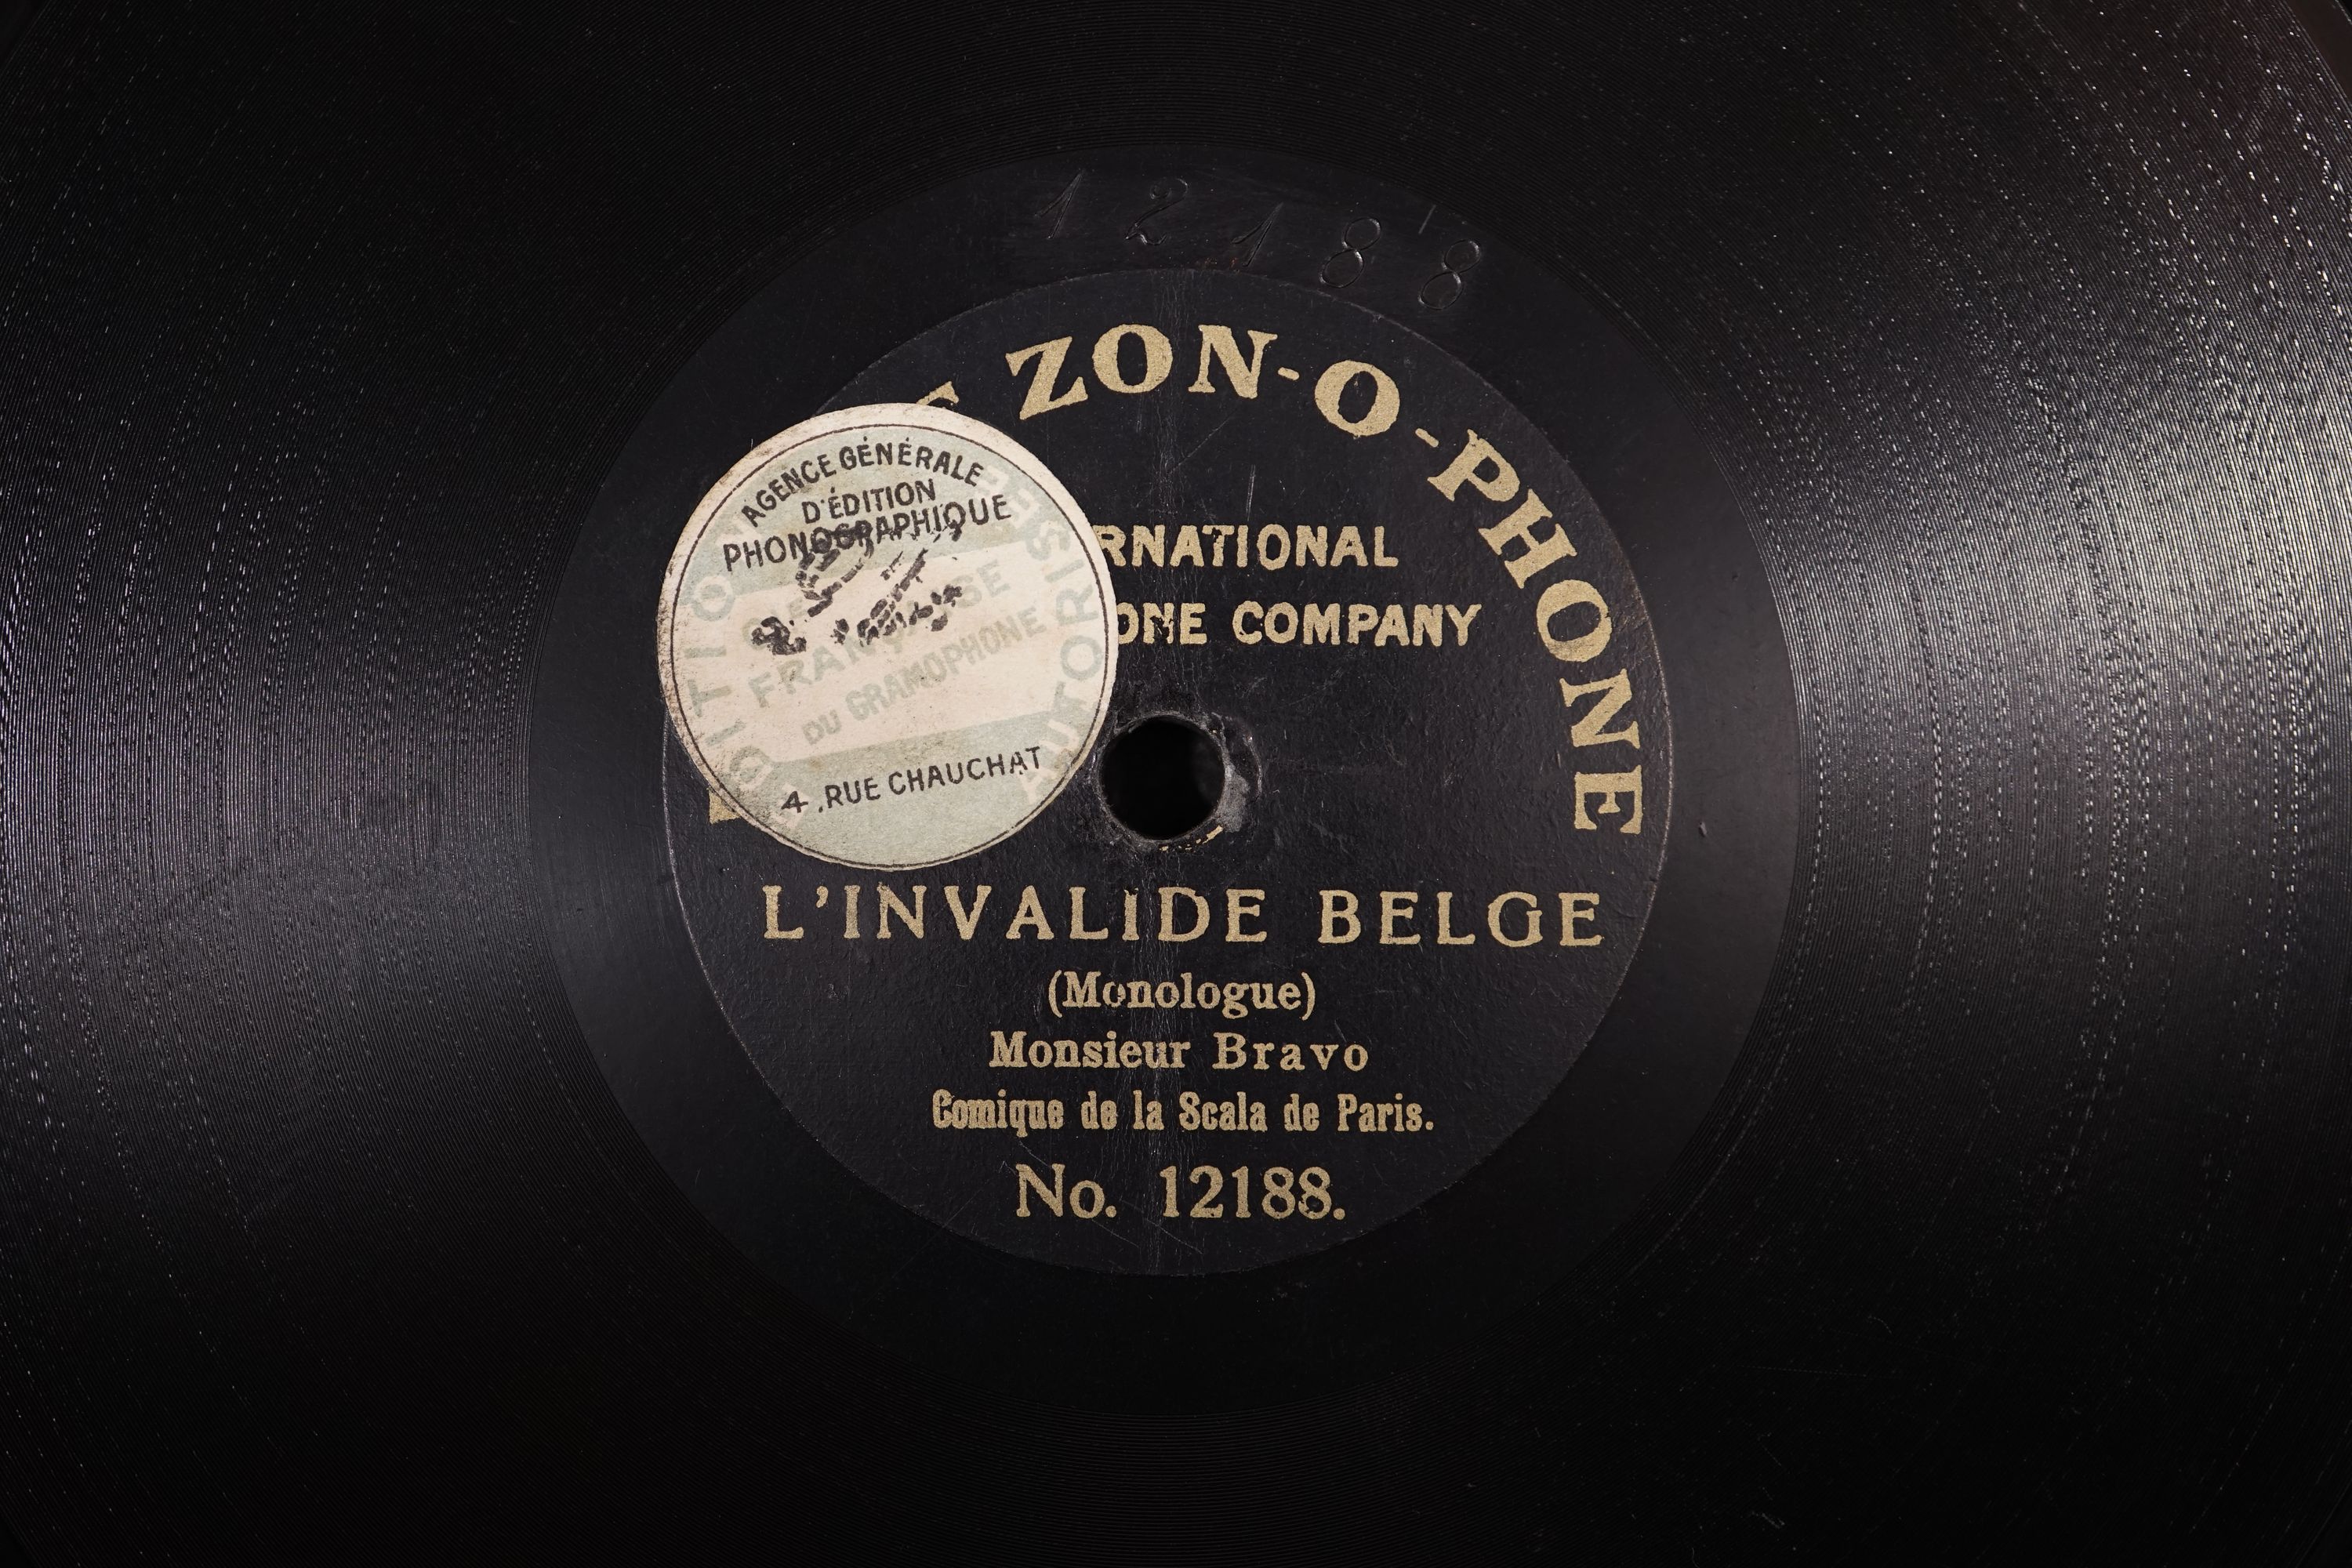 12188
ZON-O-PHONE
RNATIONAL
ONE COMPANY
AGENCE GÉNÉRALE
D'ÉDITION
PHONOGRAPHIQUE
FRANÇAISE
DU GRAMOPHONE
4, RUE CHAUCHAT
L'INVALIDE BELGE
(Monologue)
Monsieur Bravo
Comique de la Scala de Paris.
No. 12188.